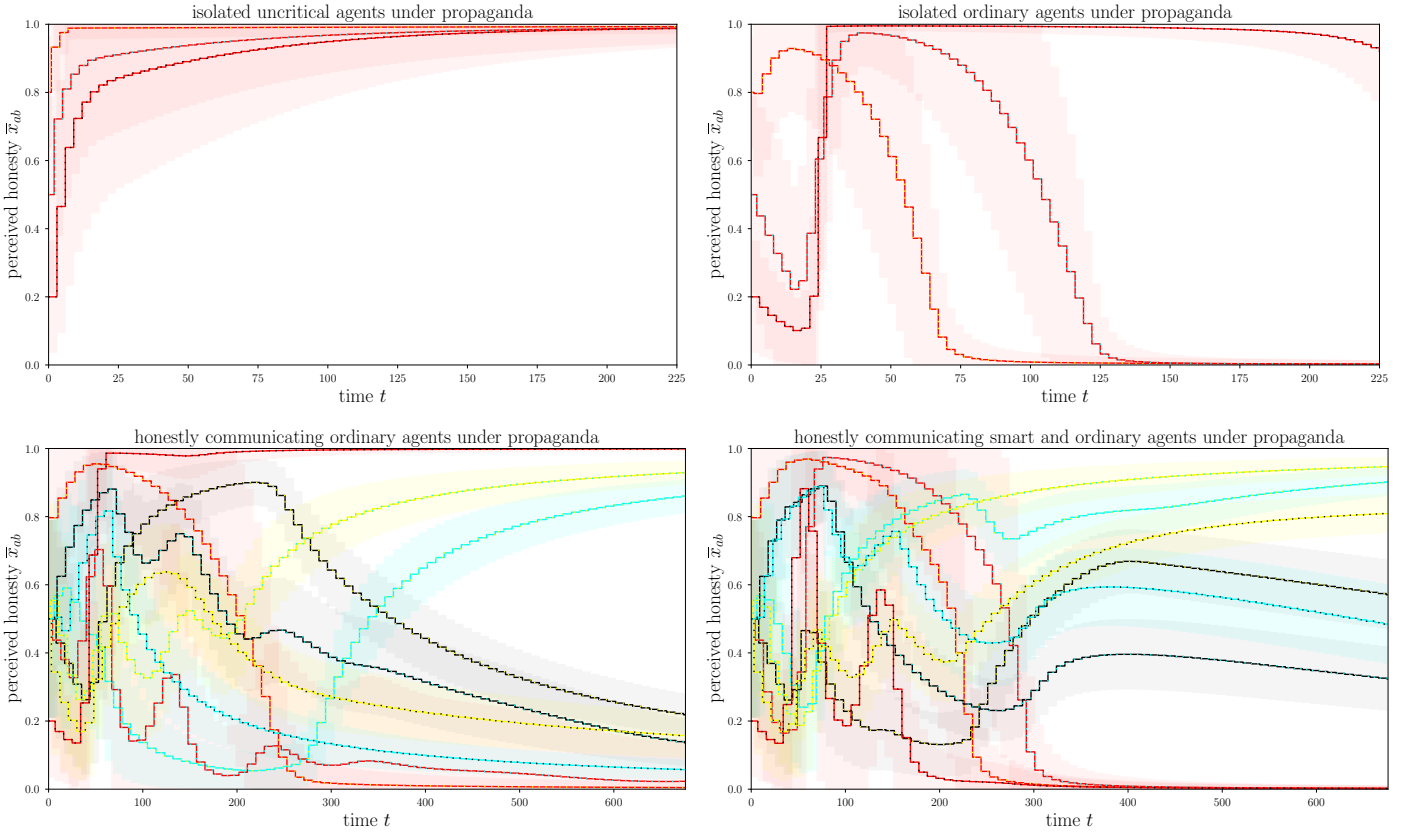 isolated uncritical agents under propaganda
perceived honesty x̄ab
1.0
0.8
0.6
0.4
0.2
0.0
0 25 50 75 100 125 150 175 200 225
time t
isolated ordinary agents under propaganda
perceived honesty x̄ab
1.0
0.8
0.6
0.4
0.2
0.0
0 25 50 75 100 125 150 175 200 225
time t
honestly communicating ordinary agents under propaganda
perceived honesty x̄ab
1.0
0.8
0.6
0.4
0.2
0.0
0 100 200 300 400 500 600
time t
honestly communicating smart and ordinary agents under propaganda
perceived honesty x̄ab
1.0
0.8
0.6
0.4
0.2
0.0
0 100 200 300 400 500 600
time t